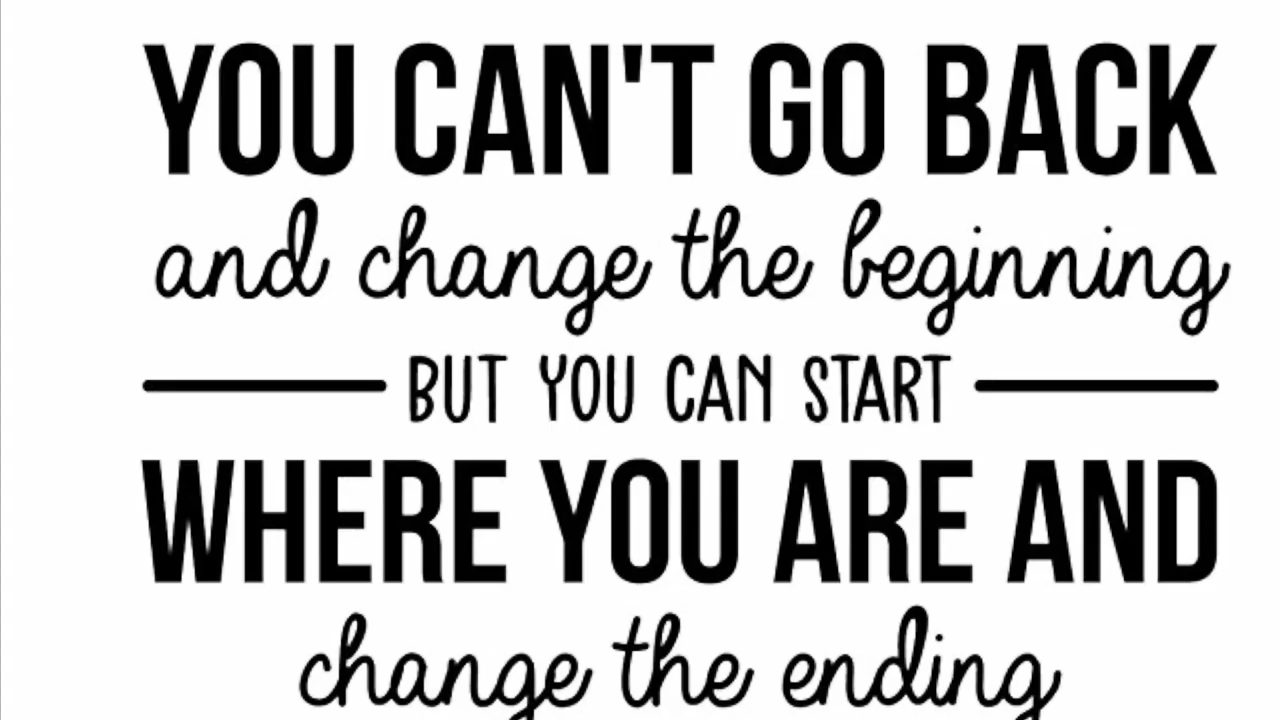 YOU CAN'T GO BACK
and change the beginning
BUT YOU CAN START
WHERE YOU ARE AND
change the ending